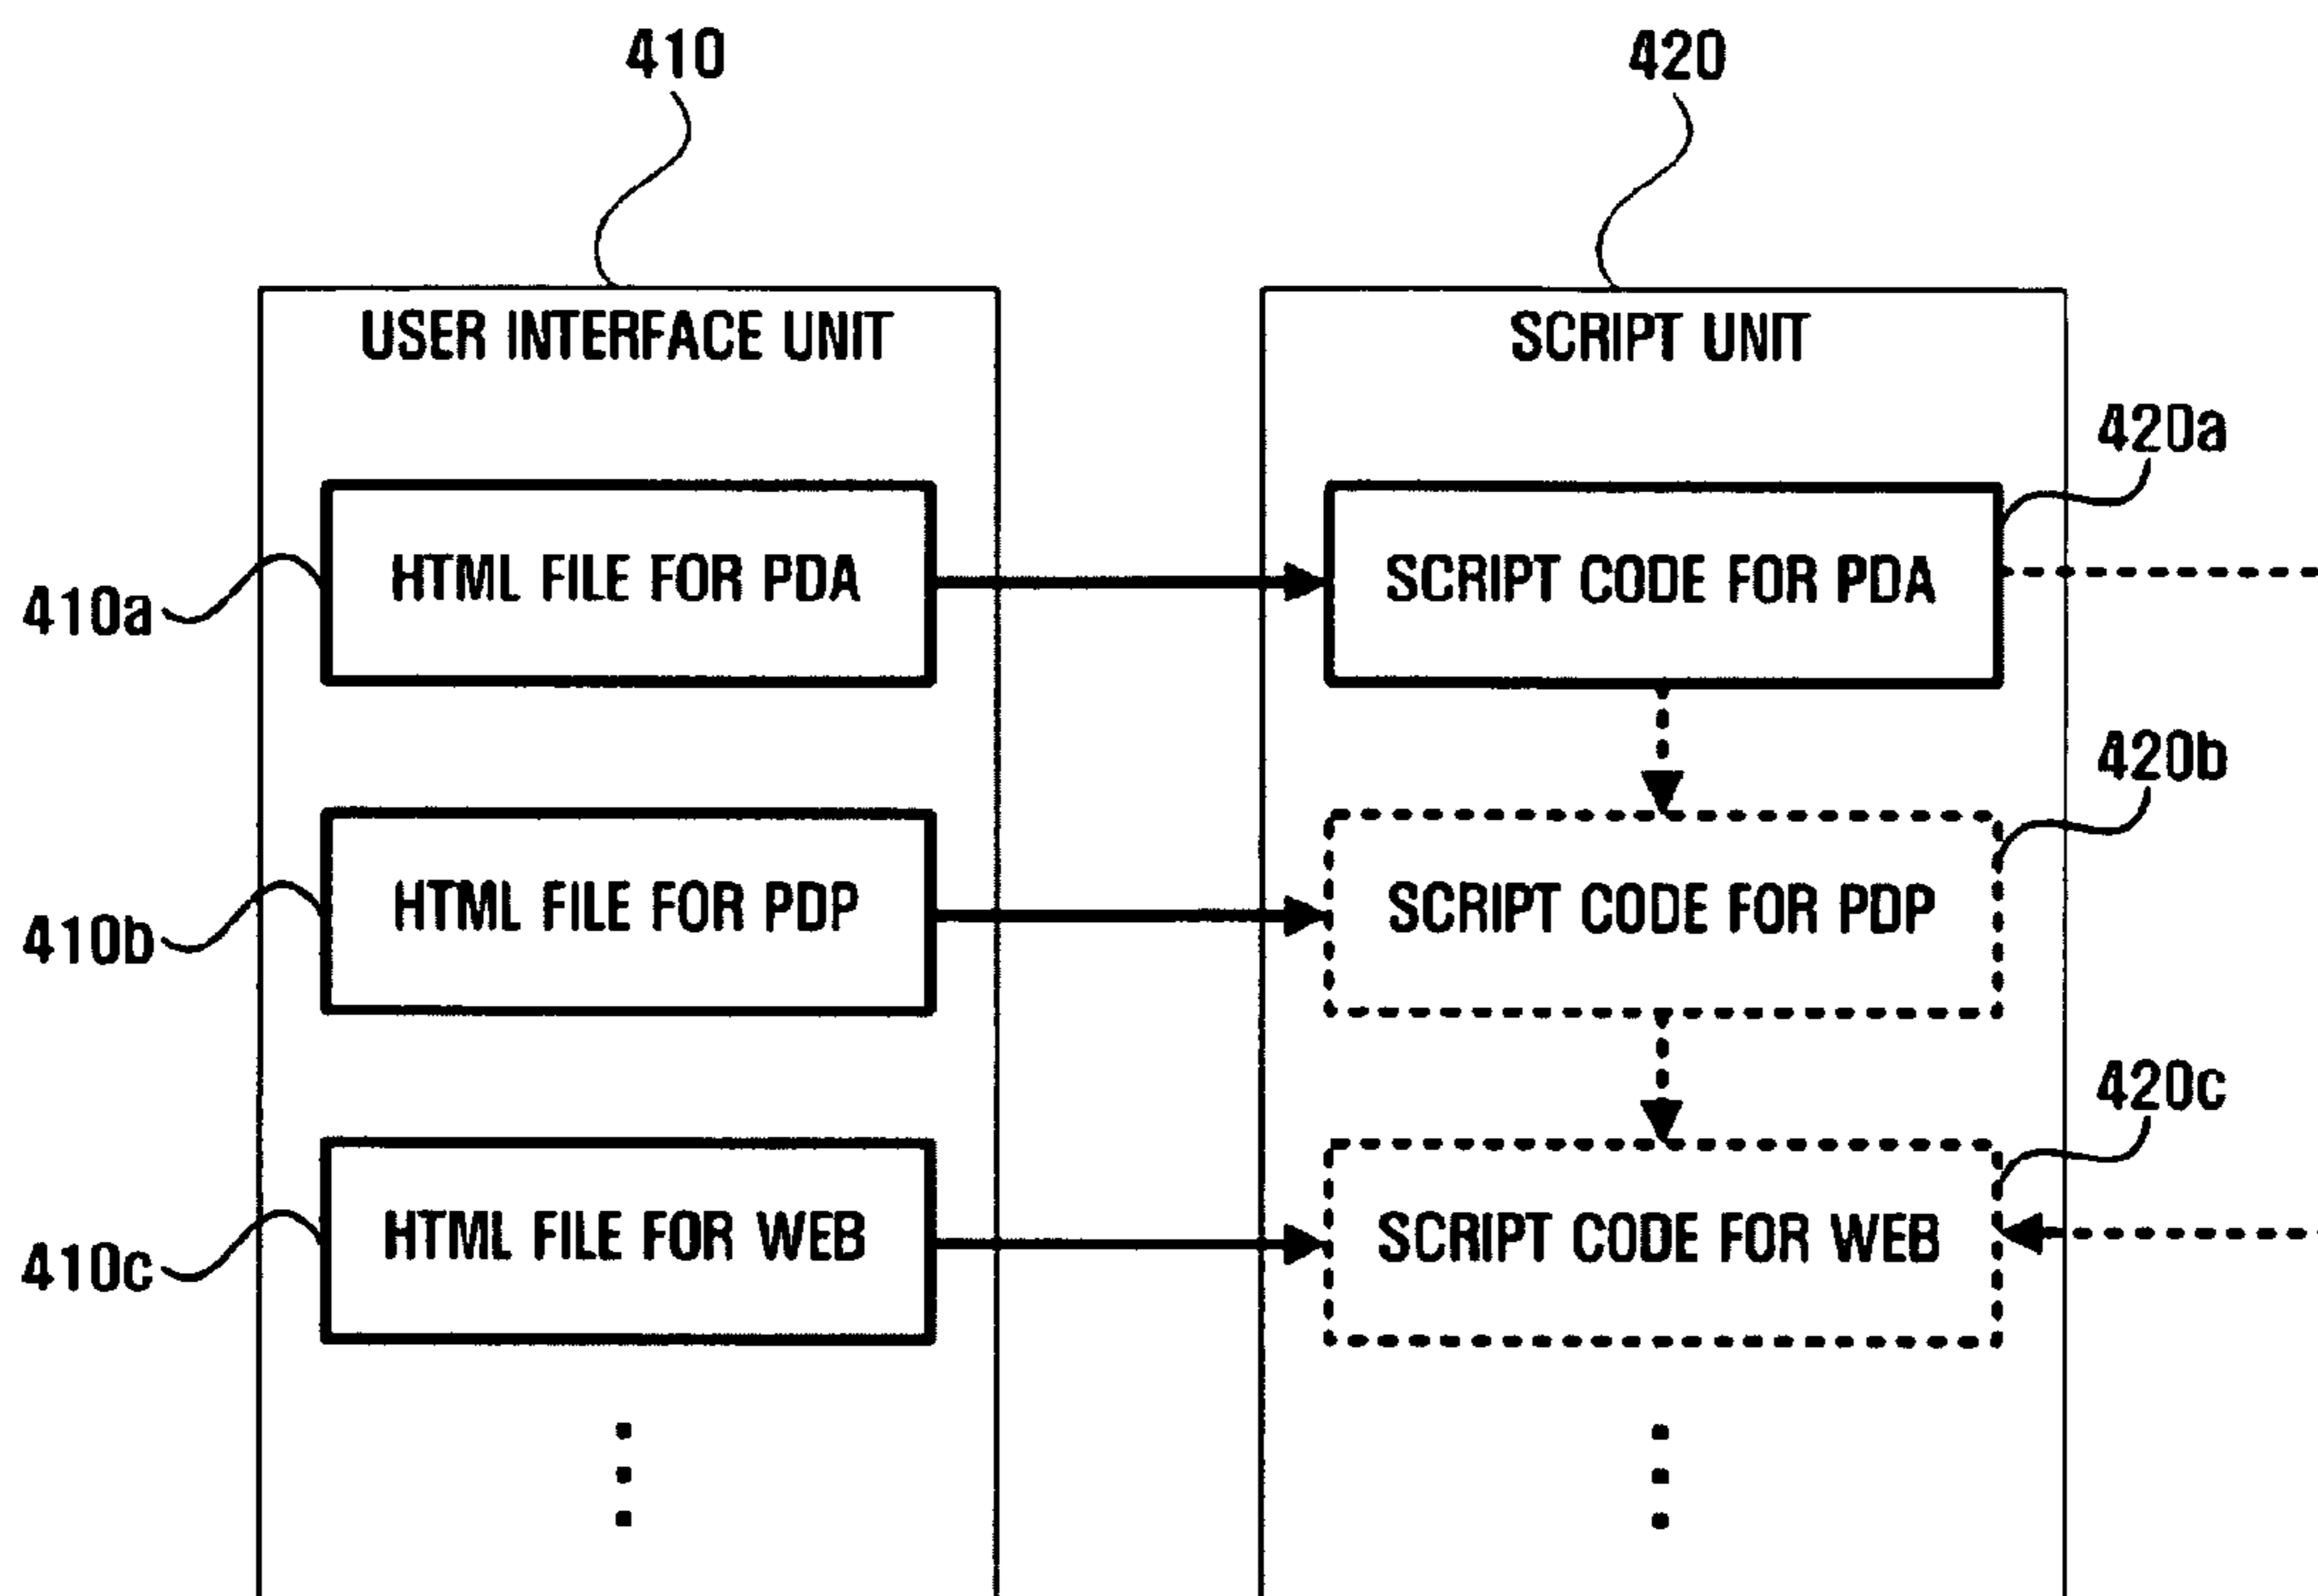 410
420
USER INTERFACE UNIT
SCRIPT UNIT
420a
HTML FILE FOR PDA
SCRIPT CODE FOR PDA
410a
420b
HTML FILE FOR PDP
SCRIPT CODE FOR PDP
410b
420c
HTML FILE FOR WEB
SCRIPT CODE FOR WEB
410c